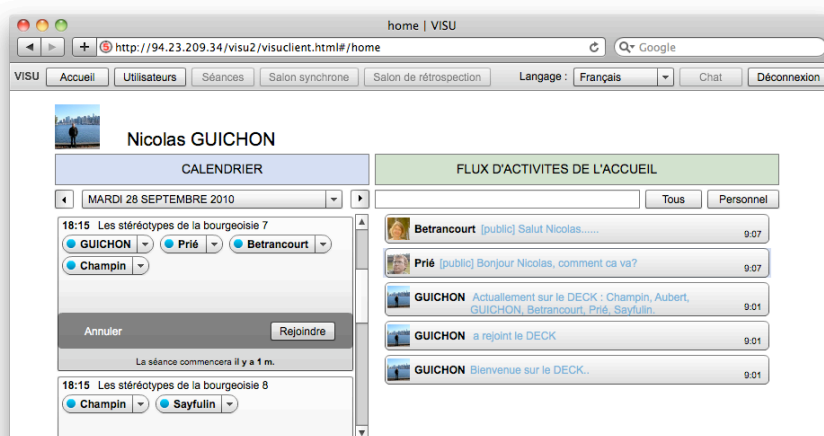 home | VISU
http://94.23.209.34/visu2/visuclient.html#/home
Google
VISU Accueil Utilisateurs Séances Salon synchrone Salon de rétrospection Langage : Français Chat Déconnexion
Nicolas GUICHON
CALENDRIER
MARDI 28 SEPTEMBRE 2010
18:15 Les stéréotypes de la bourgeoisie 7
GUICHON Prié Betrancourt
Champin
Annuler Rejoindre
La séance commencera il y a 1 m.
18:15 Les stéréotypes de la bourgeoisie 8
Champin Sayfulin
FLUX D'ACTIVITES DE L'ACCUEIL
Tous Personnel
Betrancourt [public] Salut Nicolas...... 9:07
Prié [public] Bonjour Nicolas, comment ca va? 9:07
GUICHON Actuallement sur le DECK : Champin, Aubert,
GUICHON, Betrancourt, Prié, Sayfulin. 9:01
GUICHON a rejoint le DECK 9:01
GUICHON Bienvenue sur le DECK.. 9:01